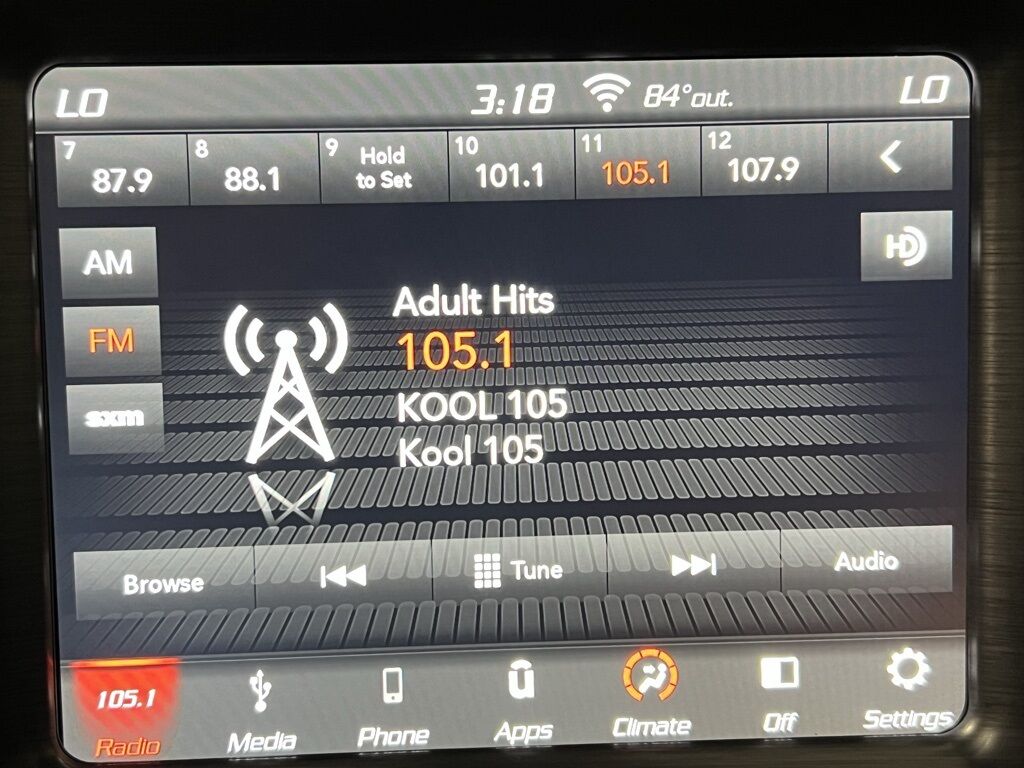 LO 3:18 84°out. LO
7 87.9 8 88.1 9 Hold to Set 10 101.1 11 105.1 12 107.9
AM
HD
FM
sxm
Adult Hits
105.1
KOOL 105
Kool 105
Browse Tune Audio
105.1 u
Radio Media Phone Apps Climate Off Settings